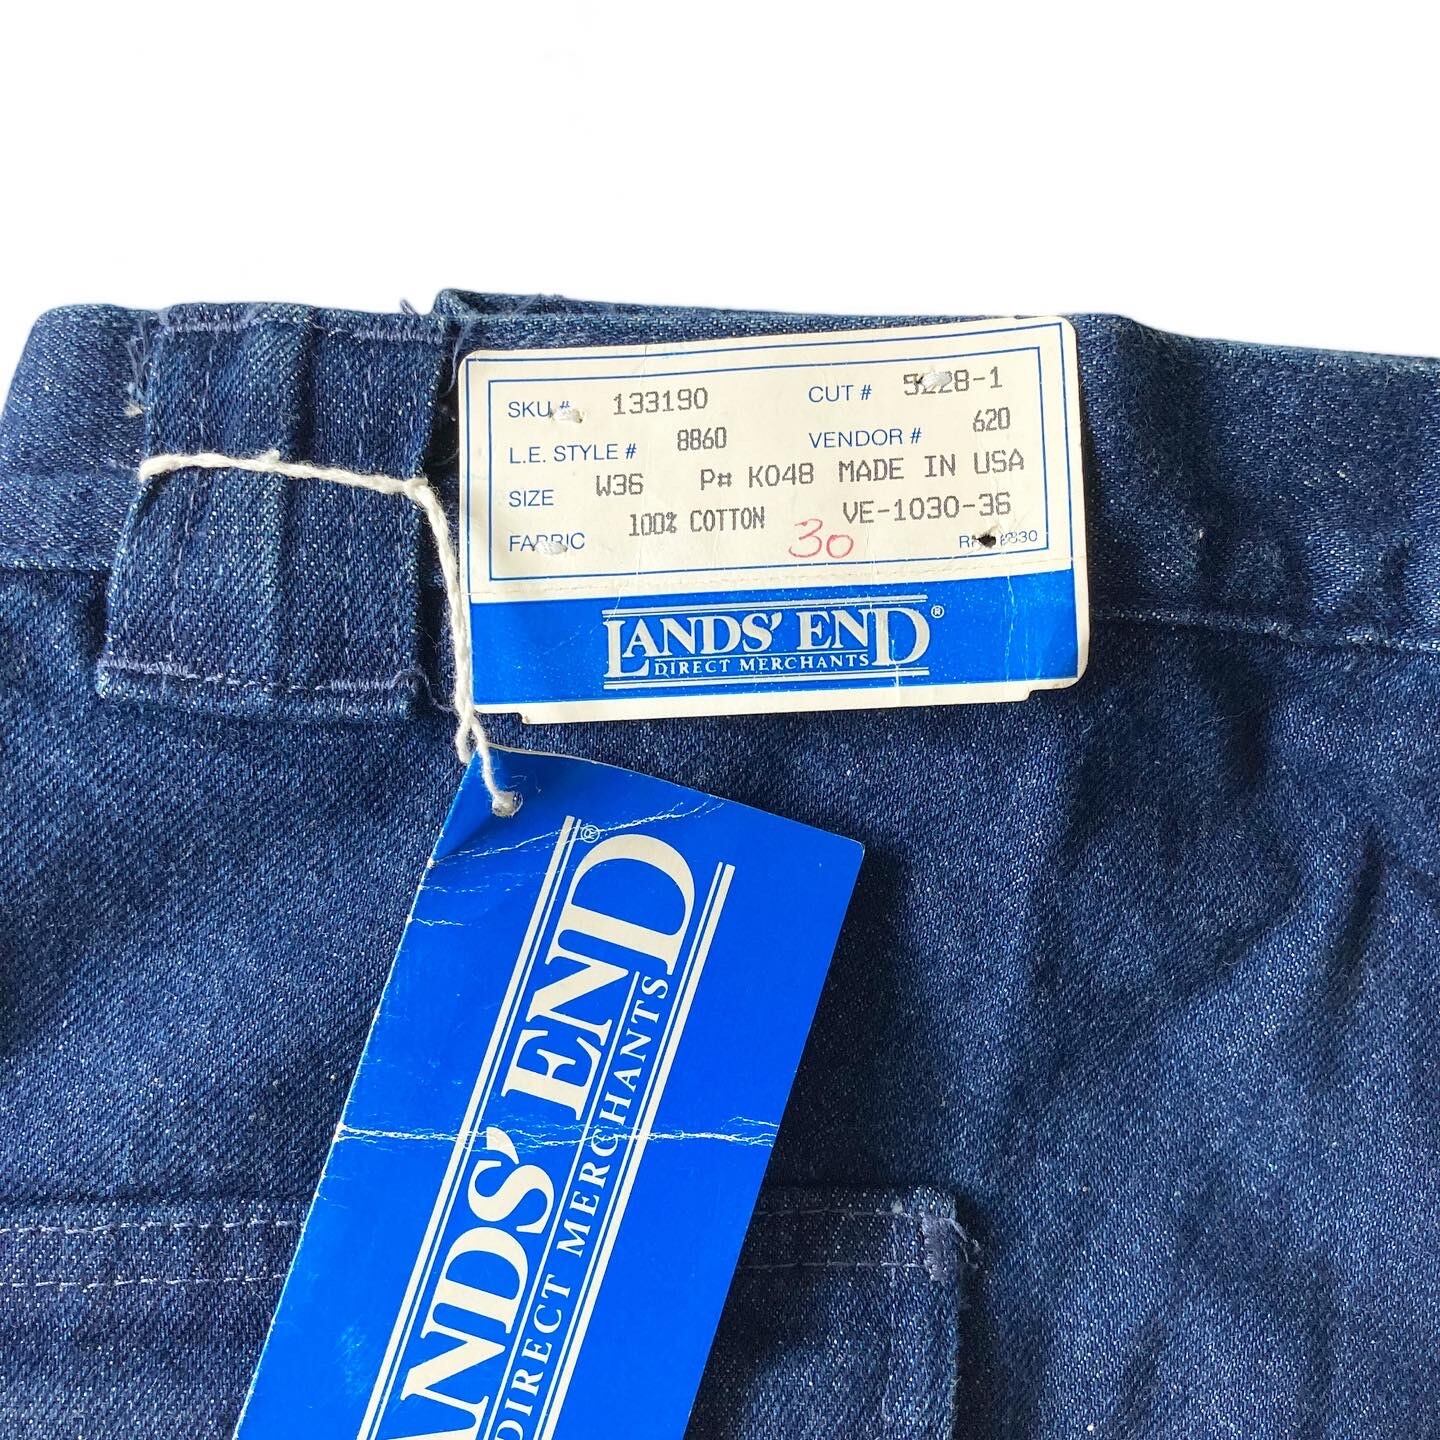 SKU # 133190 CUT # 5228-1
L.E. STYLE # 8860 VENDOR # 620
SIZE W36 P# K048 MADE IN USA
FABRIC 100% COTTON VE-1030-36
30
LANDS' END®
DIRECT MERCHANTS
ANDS' END®
DIRECT MERCHANTS